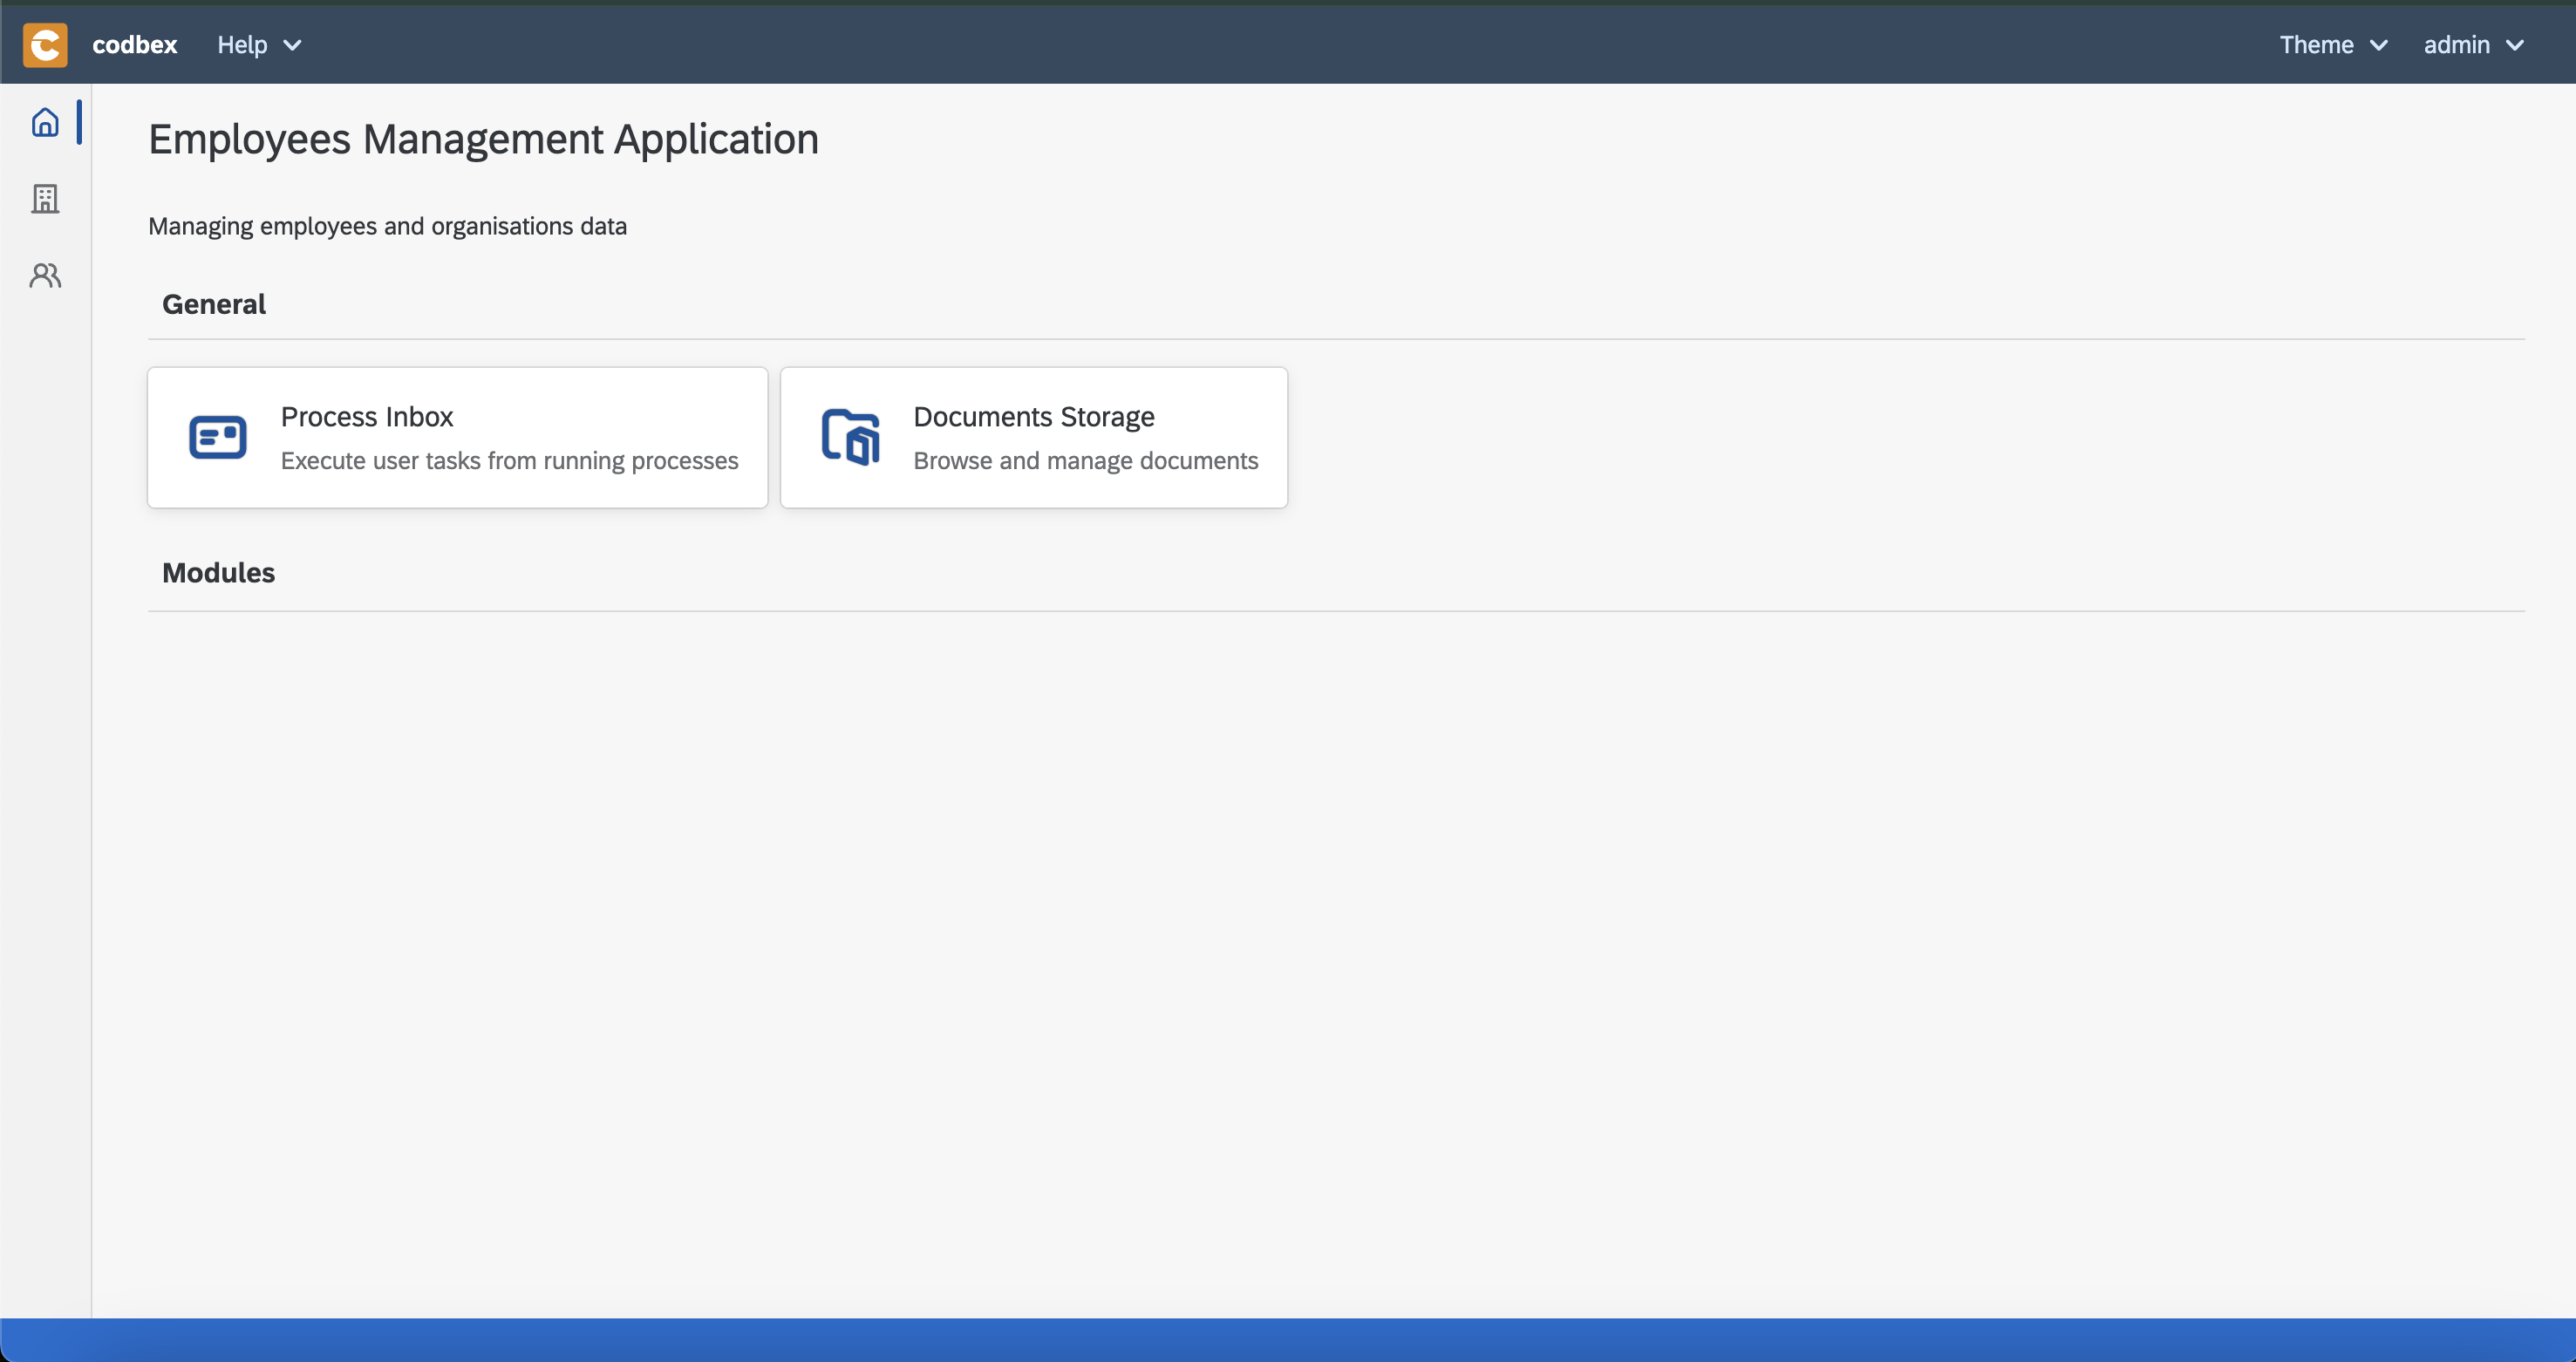 codbex
Help
Theme
admin
Employees Management Application
Managing employees and organisations data
General
Process Inbox
Execute user tasks from running processes
Documents Storage
Browse and manage documents
Modules